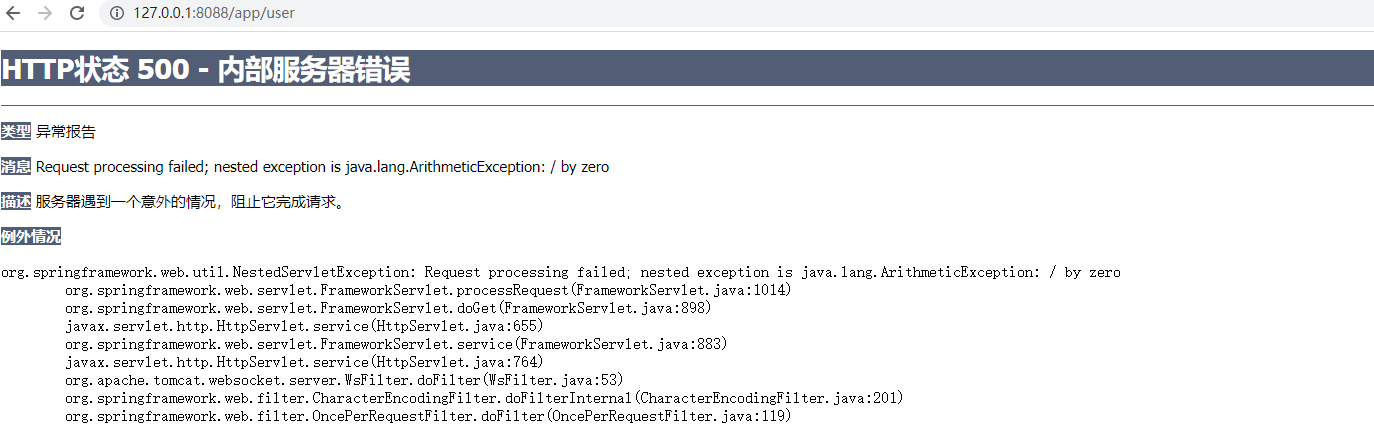 127.0.0.1:8088/app/user
HTTP状态 500 - 内部服务器错误
类型 异常报告
消息 Request processing failed; nested exception is java.lang.ArithmeticException: / by zero
描述 服务器遇到一个意外的情况，阻止它完成请求。
例外情况
org.springframework.web.util.NestedServletException: Request processing failed; nested exception is java.lang.ArithmeticException: / by zero
org.springframework.web.servlet.FrameworkServlet.processRequest(FrameworkServlet.java:1014)
org.springframework.web.servlet.FrameworkServlet.doGet(FrameworkServlet.java:898)
javax.servlet.http.HttpServlet.service(HttpServlet.java:655)
org.springframework.web.servlet.FrameworkServlet.service(FrameworkServlet.java:883)
javax.servlet.http.HttpServlet.service(HttpServlet.java:764)
org.apache.tomcat.websocket.server.WsFilter.doFilter(WsFilter.java:53)
org.springframework.web.filter.CharacterEncodingFilter.doFilterInternal(CharacterEncodingFilter.java:201)
org.springframework.web.filter.OncePerRequestFilter.doFilter(OncePerRequestFilter.java:119)